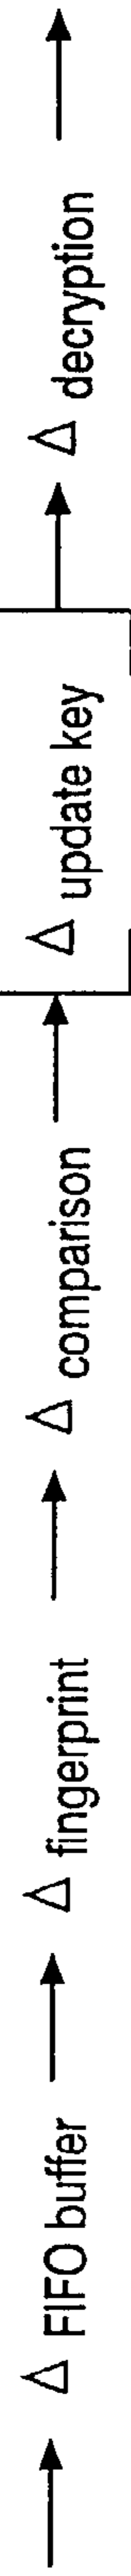 Δ FIFO buffer
Δ fingerprint
Δ comparison
Δ update key
Δ decryption